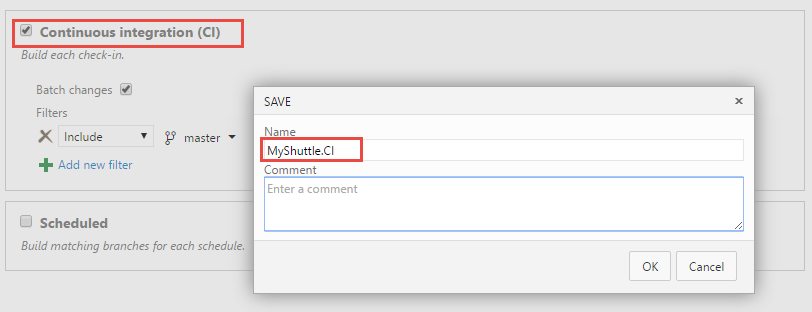 Continuous integration (CI)
Build each check-in.
Batch changes
Filters
Include master
Add new filter
Scheduled
Build matching branches for each schedule.
SAVE
Name
MyShuttle.CI
Comment
Enter a comment
OK Cancel